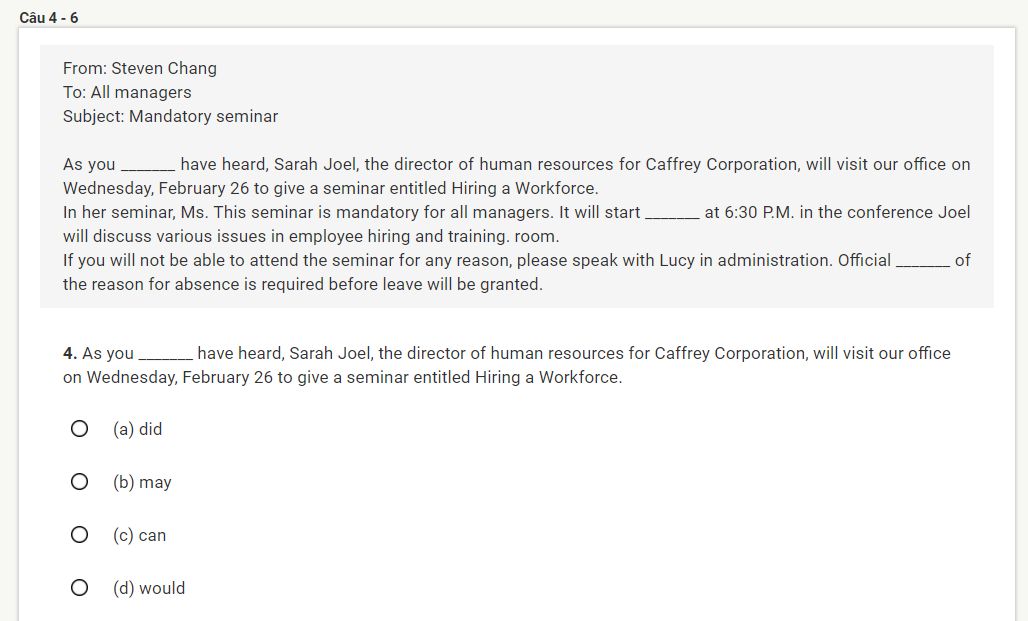 Câu 4 - 6
From: Steven Chang
To: All managers
Subject: Mandatory seminar
As you _______ have heard, Sarah Joel, the director of human resources for Caffrey Corporation, will visit our office on
Wednesday, February 26 to give a seminar entitled Hiring a Workforce.
In her seminar, Ms. This seminar is mandatory for all managers. It will start _______ at 6:30 P.M. in the conference Joel
will discuss various issues in employee hiring and training. room.
If you will not be able to attend the seminar for any reason, please speak with Lucy in administration. Official _______ of
the reason for absence is required before leave will be granted.
4. As you _______ have heard, Sarah Joel, the director of human resources for Caffrey Corporation, will visit our office
on Wednesday, February 26 to give a seminar entitled Hiring a Workforce.
(a) did
(b) may
(c) can
(d) would